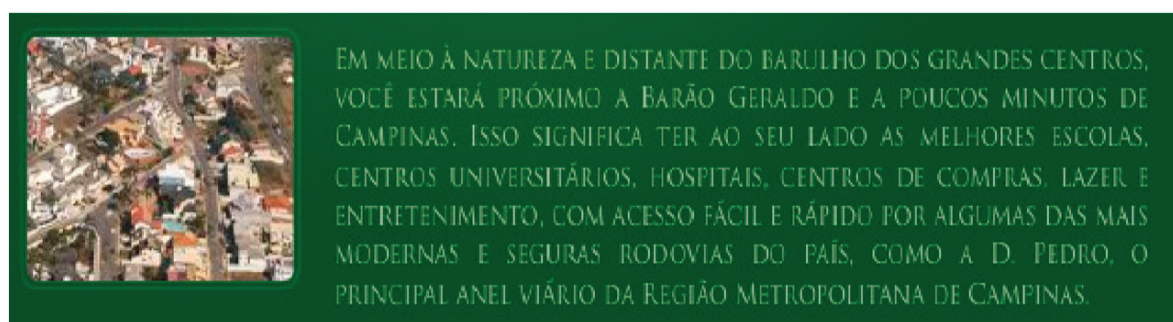 EM MEIO À NATUREZA E DISTANTE DO BARULHO DOS GRANDES CENTROS,
VOCÊ ESTARÁ PRÓXIMO A BARÃO GERALDO E A POUCOS MINUTOS DE
CAMPINAS. ISSO SIGNIFICA TER AO SEU LADO AS MELHORES ESCOLAS,
CENTROS UNIVERSITÁRIOS, HOSPITAIS, CENTROS DE COMPRAS, LAZER E
ENTRETENIMENTO, COM ACESSO FÁCIL E RÁPIDO POR ALGUMAS DAS MAIS
MODERNAS E SEGURAS RODOVIAS DO PAÍS, COMO A D. PEDRO, O
PRINCIPAL ANEL VIÁRIO DA REGIÃO METROPOLITANA DE CAMPINAS.